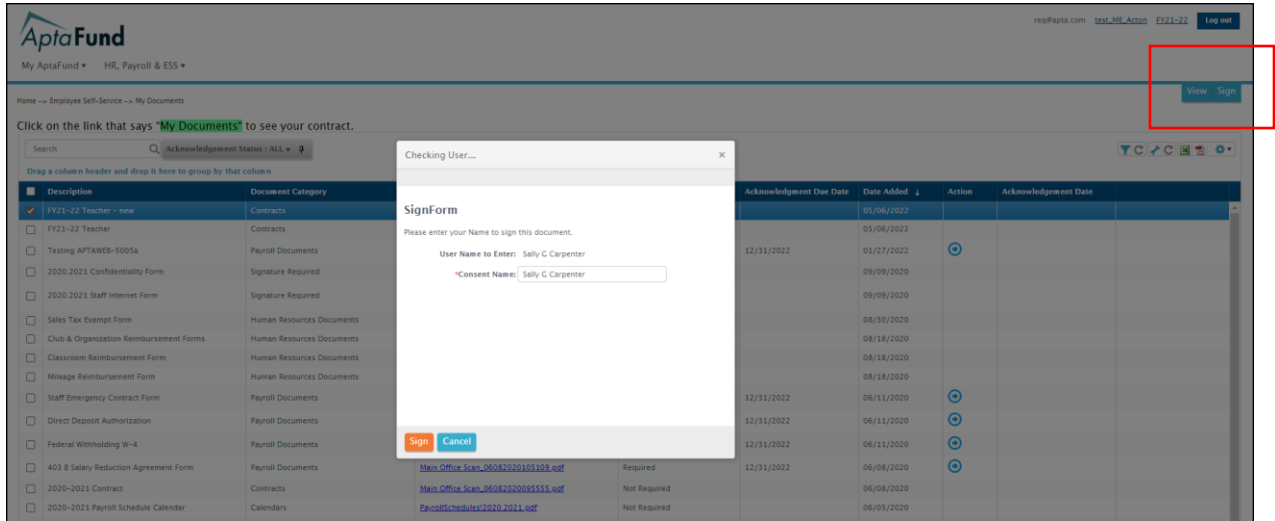 AptaFund
req@apta.com test_ME_Acton FY21-22 Log out
My AptaFund HR, Payroll & ESS
View Sign
Home -> Employee Self-Service -> My Documents
Click on the link that says "My Documents" to see your contract.
Search Acknowledgement Status : ALL
Drag a column header and drop it here to group by that column
Description Document Category Acknowledgment Due Date Date Added ↓ Action Acknowledgement Date
FY21-22 Teacher - new Contracts 05/06/2022
FY21-22 Teacher Contracts 05/06/2022
Testing APTAWEB-5005a Payroll Documents 12/31/2022 01/27/2022
2020.2021 Confidentiality Form Signature Required 09/09/2020
2020.2021 Staff Internet Form Signature Required 09/09/2020
Sales Tax Exempt Form Human Resources Documents 08/30/2020
Club & Organization Reimbursement Forms Human Resources Documents 08/18/2020
Classroom Reimbursement Form Human Resources Documents 08/18/2020
Mileage Reimbursement Form Human Resources Documents 08/18/2020
Staff Emergency Contract Form Payroll Documents 12/31/2022 06/11/2020
Direct Deposit Authorization Payroll Documents 12/31/2022 06/11/2020
Federal Withholding W-4 Payroll Documents 12/31/2022 06/11/2020
403 B Salary Reduction Agreement Form Payroll Documents Main Office Scan_06082020105109.pdf Required 12/31/2022 06/08/2020
2020-2021 Contract Contracts Main Office Scan_06082020095555.pdf Not Required 06/08/2020
2020-2021 Payroll Schedule Calendar Calendars PayrollSchedules!2020.2021.pdf Not Required 06/05/2020
Checking User... ×
SignForm
Please enter your Name to sign this document.
User Name to Enter: Sally G Carpenter
*Consent Name: Sally G Carpenter
Sign Cancel